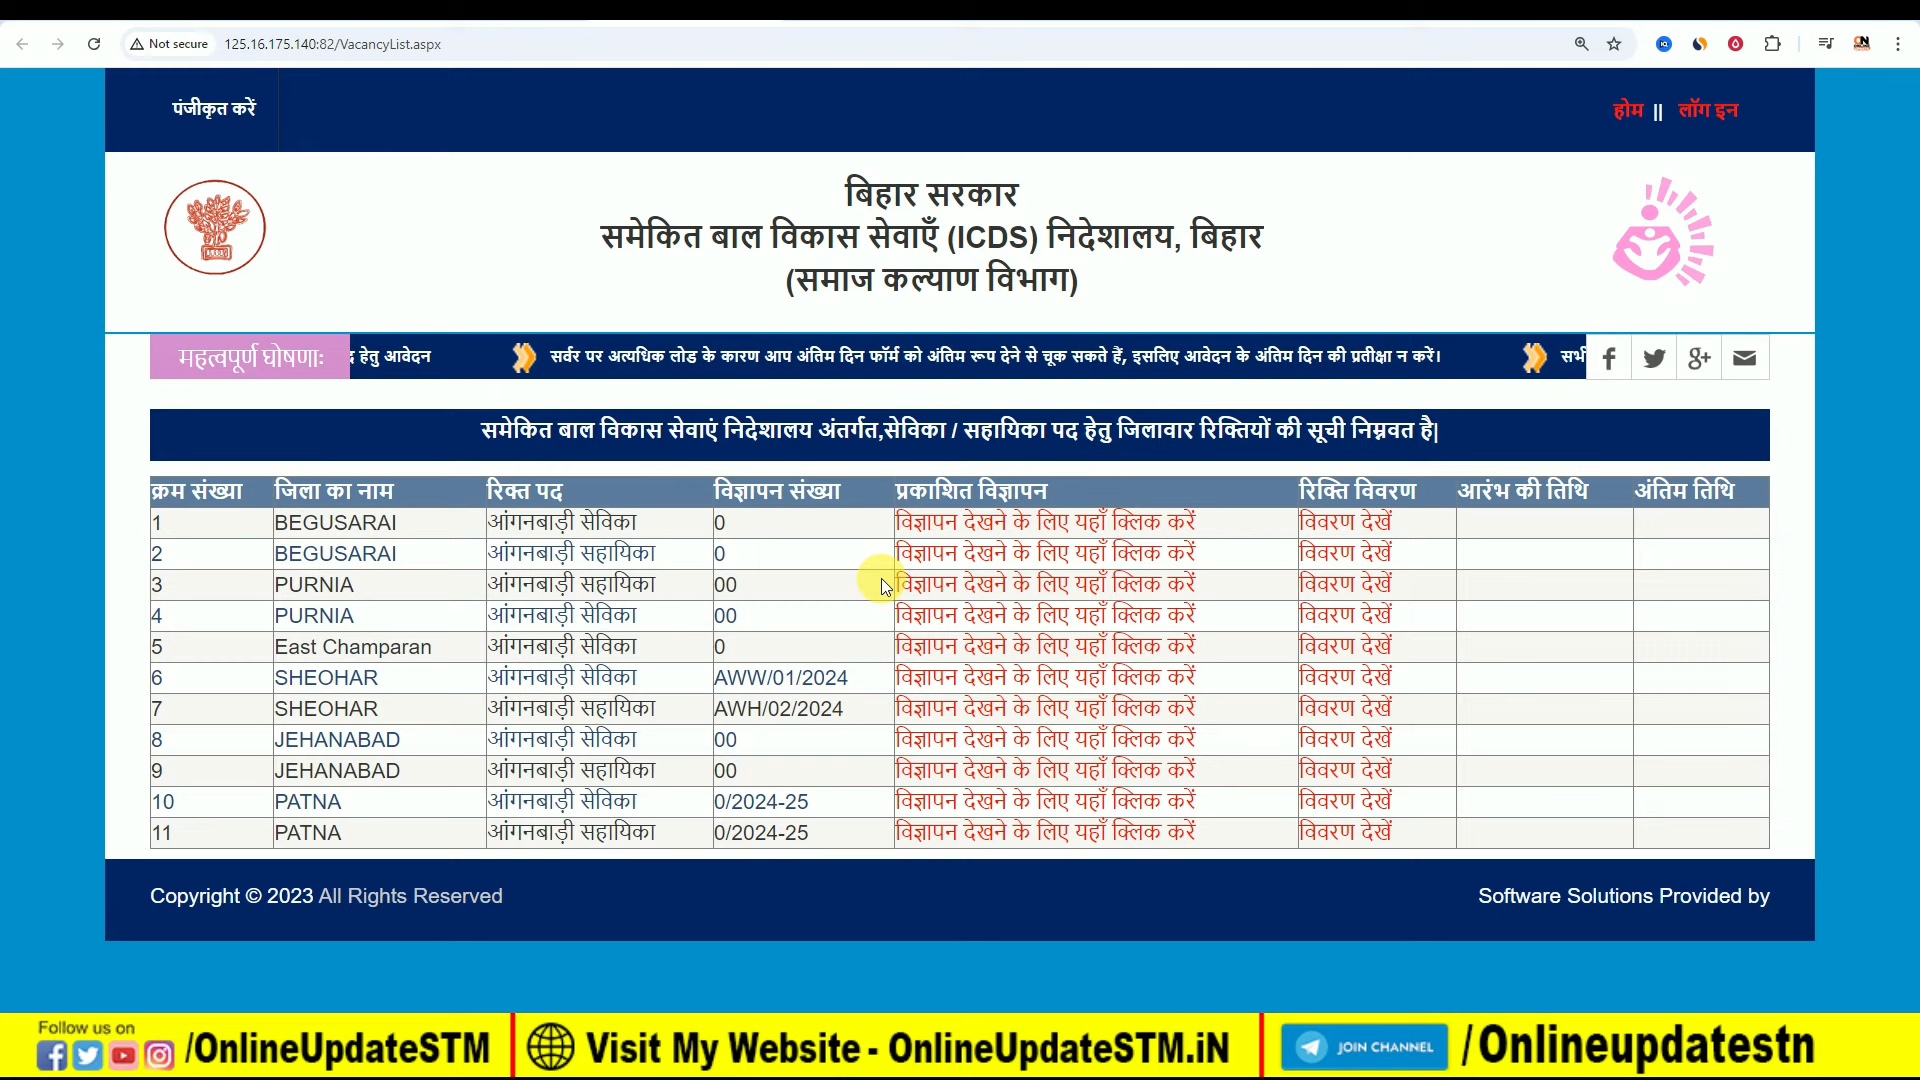 Not secure 125.16.175.140:82/VacancyList.aspx
पंजीकृत करें
होम || लॉग इन
बिहार सरकार
समेकित बाल विकास सेवाएँ (ICDS) निदेशालय, बिहार
(समाज कल्याण विभाग)
महत्वपूर्ण घोषणा: हेतु आवेदन सर्वर पर अत्यधिक लोड के कारण आप अंतिम दिन फॉर्म को अंतिम रूप देने से चूक सकते हैं, इसलिए आवेदन के अंतिम दिन की प्रतीक्षा न करें। सभी
समेकित बाल विकास सेवाएं निदेशालय अंतर्गत,सेविका / सहायिका पद हेतु जिलावार रिक्तियों की सूची निम्नवत है|
क्रम संख्या जिला का नाम रिक्त पद विज्ञापन संख्या प्रकाशित विज्ञापन रिक्ति विवरण आरंभ की तिथि अंतिम तिथि
1 BEGUSARAI आंगनबाड़ी सेविका 0 विज्ञापन देखने के लिए यहाँ क्लिक करें विवरण देखें
2 BEGUSARAI आंगनबाड़ी सहायिका 0 विज्ञापन देखने के लिए यहाँ क्लिक करें विवरण देखें
3 PURNIA आंगनबाड़ी सहायिका 00 विज्ञापन देखने के लिए यहाँ क्लिक करें विवरण देखें
4 PURNIA आंगनबाड़ी सेविका 00 विज्ञापन देखने के लिए यहाँ क्लिक करें विवरण देखें
5 East Champaran आंगनबाड़ी सेविका 0 विज्ञापन देखने के लिए यहाँ क्लिक करें विवरण देखें
6 SHEOHAR आंगनबाड़ी सेविका AWW/01/2024 विज्ञापन देखने के लिए यहाँ क्लिक करें विवरण देखें
7 SHEOHAR आंगनबाड़ी सहायिका AWH/02/2024 विज्ञापन देखने के लिए यहाँ क्लिक करें विवरण देखें
8 JEHANABAD आंगनबाड़ी सेविका 00 विज्ञापन देखने के लिए यहाँ क्लिक करें विवरण देखें
9 JEHANABAD आंगनबाड़ी सहायिका 00 विज्ञापन देखने के लिए यहाँ क्लिक करें विवरण देखें
10 PATNA आंगनबाड़ी सेविका 0/2024-25 विज्ञापन देखने के लिए यहाँ क्लिक करें विवरण देखें
11 PATNA आंगनबाड़ी सहायिका 0/2024-25 विज्ञापन देखने के लिए यहाँ क्लिक करें विवरण देखें
Copyright © 2023 All Rights Reserved
Software Solutions Provided by
Follow us on
/OnlineUpdateSTM
Visit My Website - OnlineUpdateSTM.iN
JOIN CHANNEL
/Onlineupdatestn